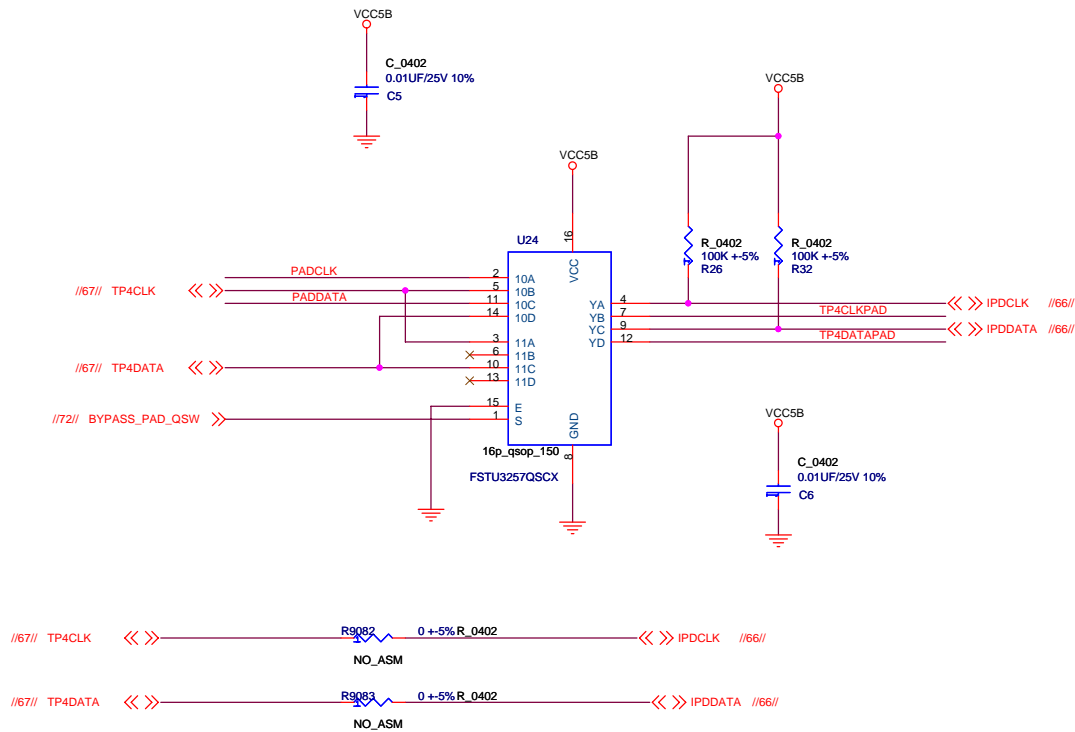 VCC5B
C_0402
0.01UF/25V 10%
C5
VCC5B
VCC5B
R_0402
100K +-5%
R26
1
R_0402
100K +-5%
R32
1
U24
16
VCC
PADCLK
2
10A
//67// TP4CLK
5
10B
PADDATA
11
10C
14
10D
3
11A
6
11B
//67// TP4DATA
10
11C
13
11D
15
E
//72// BYPASS_PAD_QSW
1
S
YA
4
IPDCLK //66//
YB
7
TP4CLKPAD
YC
9
IPDDATA //66//
YD
12
TP4DATAPAD
GND
8
16p_qsop_150
FSTU3257QSCX
VCC5B
C_0402
0.01UF/25V 10%
C6
//67// TP4CLK
R9082
1
0 +-5%
R_0402
IPDCLK //66//
NO_ASM
//67// TP4DATA
R9083
1
0 +-5%
R_0402
IPDDATA //66//
NO_ASM